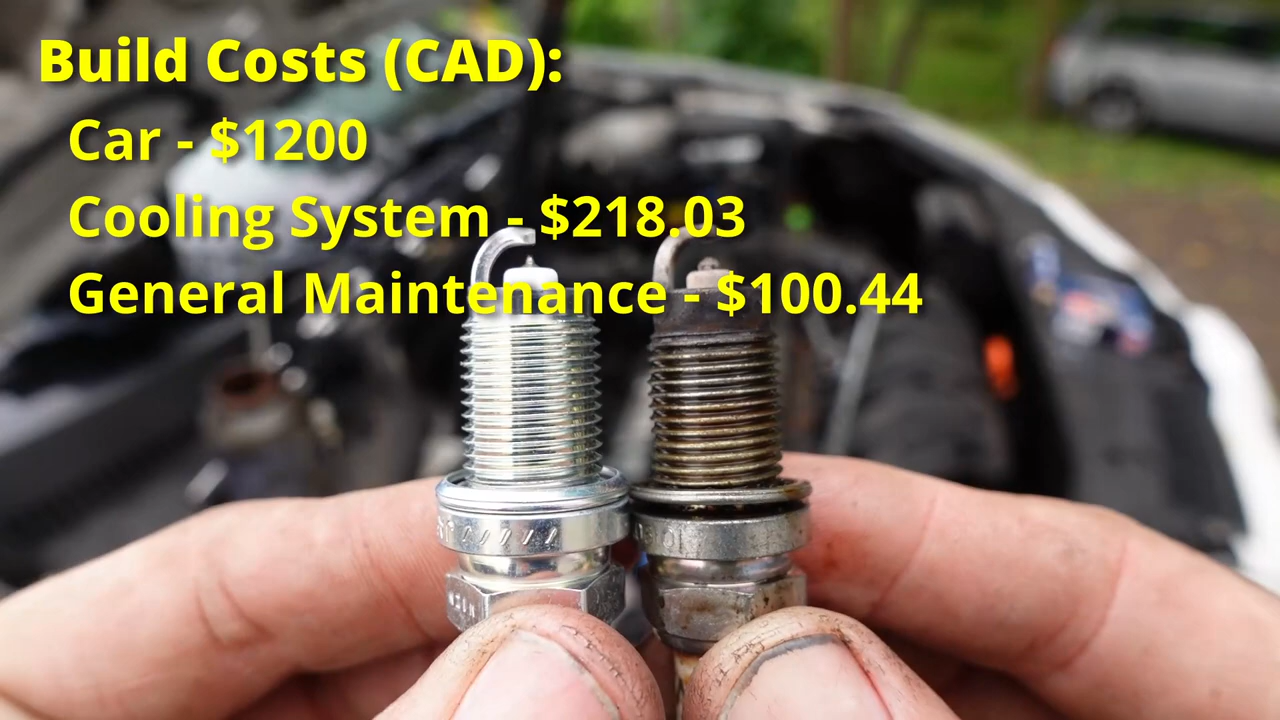 Build Costs (CAD):
Car - $1200
Cooling System - $218.03
General Maintenance - $100.44